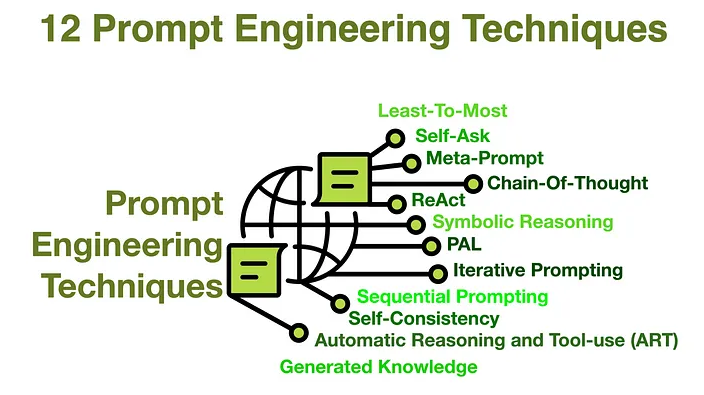 12 Prompt Engineering Techniques
Least-To-Most
Self-Ask
Meta-Prompt
Chain-Of-Thought
ReAct
Symbolic Reasoning
PAL
Iterative Prompting
Sequential Prompting
Self-Consistency
Automatic Reasoning and Tool-use (ART)
Generated Knowledge
Prompt
Engineering
Techniques